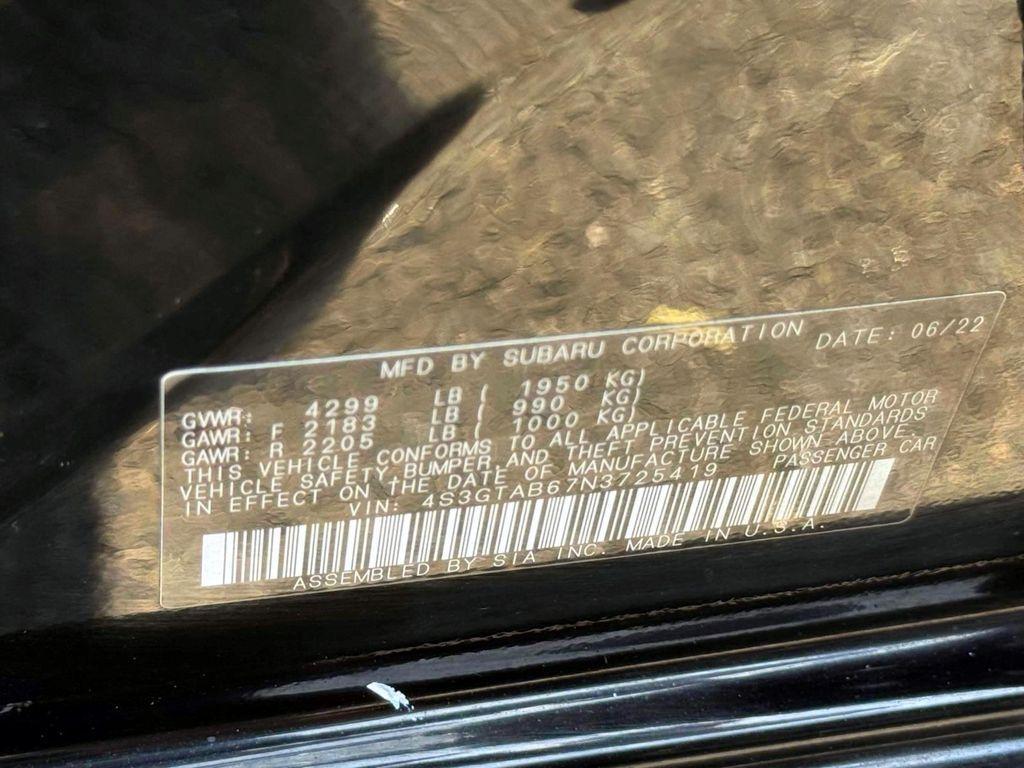 MFD BY SUBARU CORPORATION DATE: 06/22
GVWR: 4299 LB ( 1950 KG)
GAWR: F 2183 LB ( 990 KG)
GAWR: R 2205 LB ( 1000 KG)
THIS VEHICLE CONFORMS TO ALL APPLICABLE FEDERAL MOTOR
VEHICLE SAFETY, BUMPER, AND THEFT PREVENTION STANDARDS
IN EFFECT ON THE DATE OF MANUFACTURE SHOWN ABOVE.
VIN: 4S3GTAB67N3725419 PASSENGER CAR
ASSEMBLED BY SIA INC. MADE IN U.S.A.